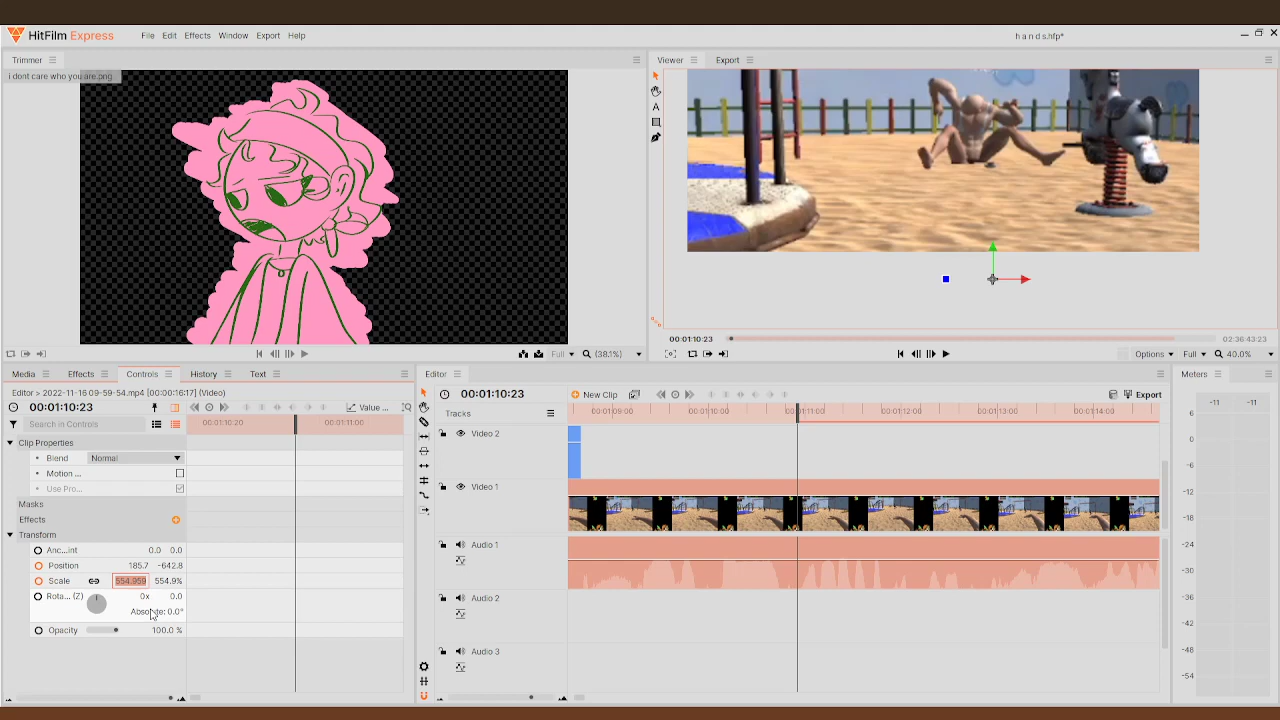 HitFilm Express
File Edit Effects Window Export Help
h a n d s.hfp*
Trimmer
i dont care who you are.png
Viewer
Export
Full
(38.1%)
00:01:10:23
02:36:43:23
Options
Full
40.0%
Media
Effects
Controls
History
Text
Editor > 2022-11-16 09-59-54.mp4 [00:00:16:17] (Video)
00:01:10:23
Value ...
00:01:10:20
00:01:11:00
Search in Controls
Clip Properties
Blend Normal
Motion ...
Use Pro...
Masks
Effects
Transform
Anc...int 0.0 0.0
Position 185.7 -642.8
Scale 554.959 554.9%
Rota... (Z) 0x 0.0
Absolute: 0.0°
Opacity 100.0 %
Editor
00:01:10:23
New Clip
Export
Tracks
00:01:09:00
00:01:10:00
00:01:11:00
00:01:12:00
00:01:13:00
00:01:14:00
Video 2
Video 1
Audio 1
Audio 2
Audio 3
Meters
-11 -11
6
0
-6
-12
-18
-24
-30
-36
-42
-48
-54